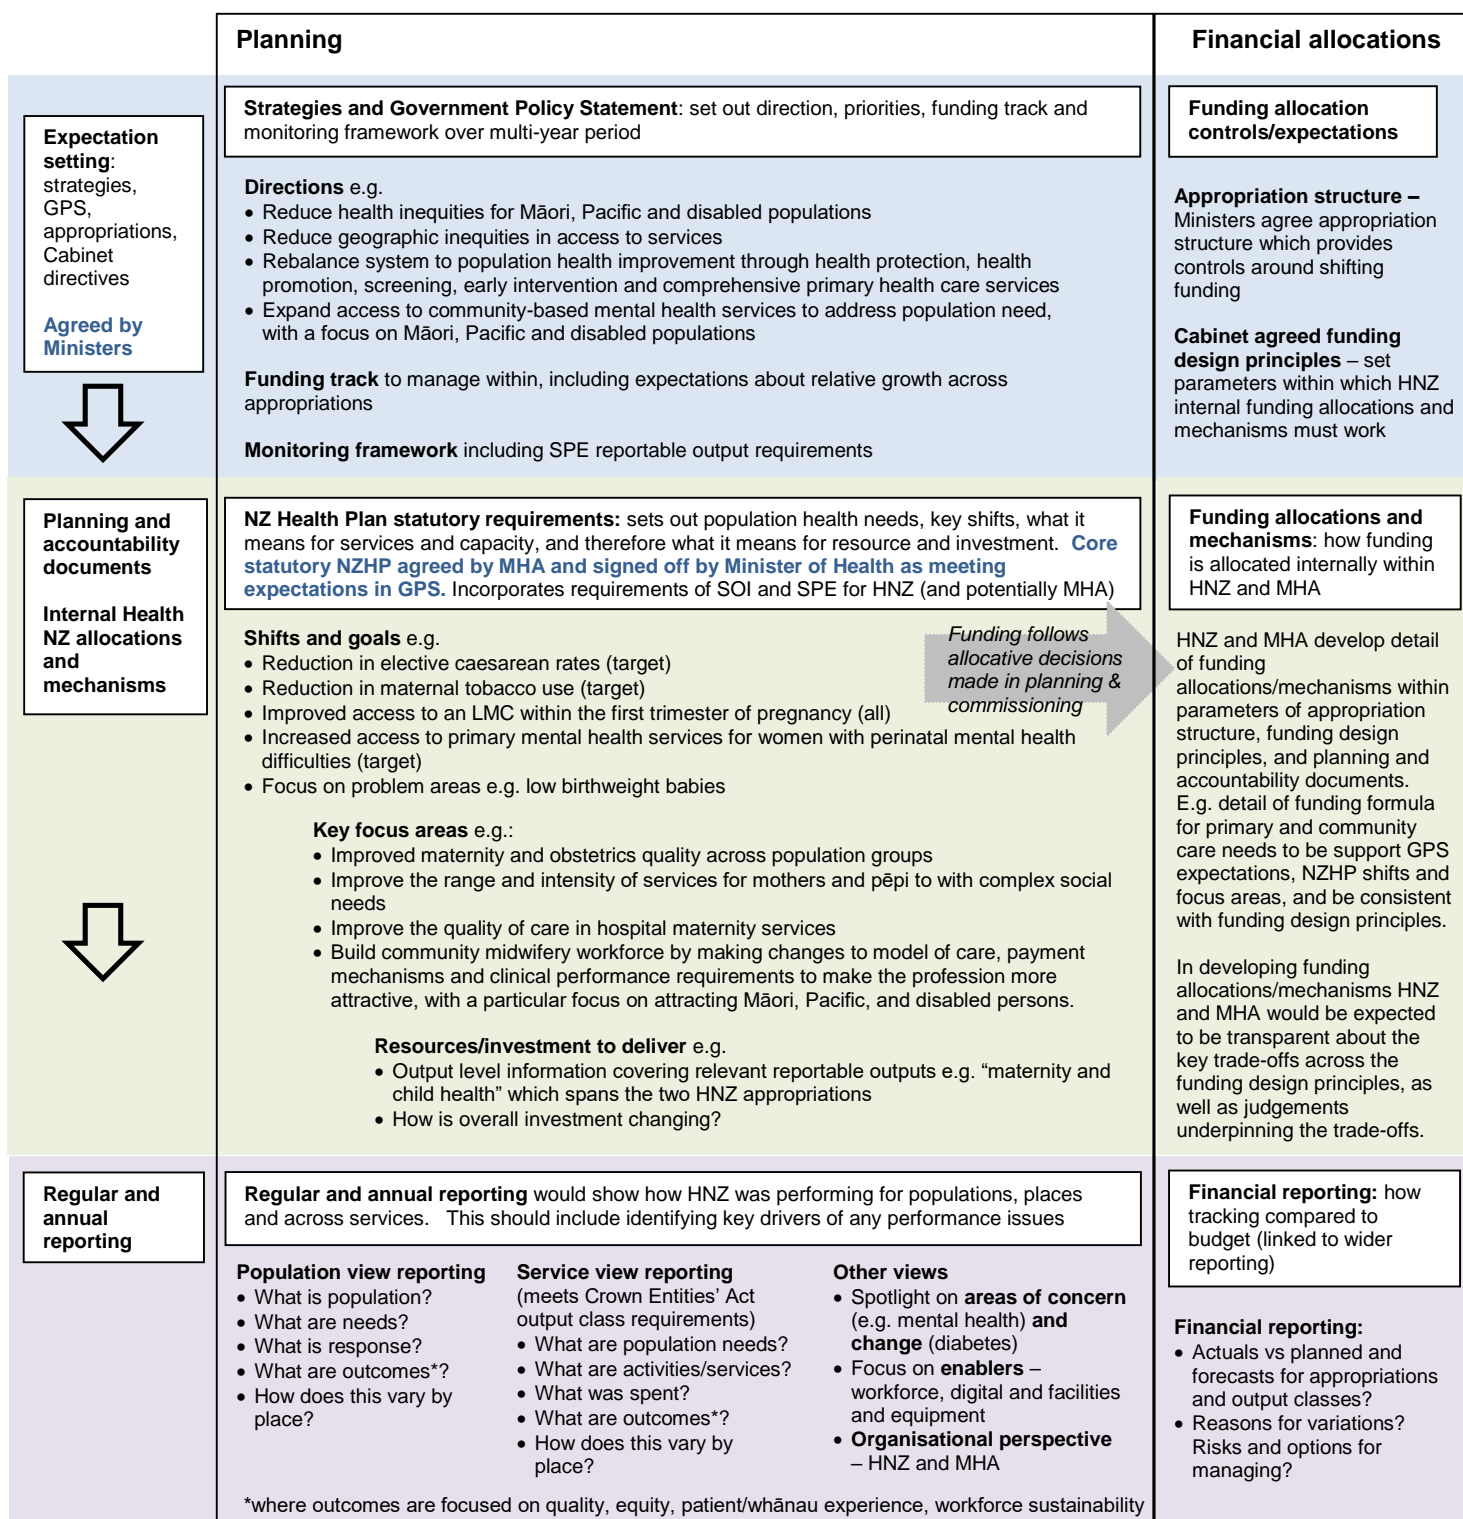 Planning
Financial allocations
Expectation
setting:
strategies,
GPS,
appropriations,
Cabinet
directives
Agreed by
Ministers
Strategies and Government Policy Statement: set out direction, priorities, funding track and
monitoring framework over multi-year period
Directions e.g.
• Reduce health inequities for Māori, Pacific and disabled populations
• Reduce geographic inequities in access to services
• Rebalance system to population health improvement through health protection, health
promotion, screening, early intervention and comprehensive primary health care services
• Expand access to community-based mental health services to address population need,
with a focus on Māori, Pacific and disabled populations
Funding track to manage within, including expectations about relative growth across
appropriations
Monitoring framework including SPE reportable output requirements
Funding allocation
controls/expectations
Appropriation structure –
Ministers agree appropriation
structure which provides
controls around shifting
funding
Cabinet agreed funding
design principles – set
parameters within which HNZ
internal funding allocations and
mechanisms must work
Planning and
accountability
documents
Internal Health
NZ allocations
and
mechanisms
NZ Health Plan statutory requirements: sets out population health needs, key shifts, what it
means for services and capacity, and therefore what it means for resource and investment. Core
statutory NZHP agreed by MHA and signed off by Minister of Health as meeting
expectations in GPS. Incorporates requirements of SOI and SPE for HNZ (and potentially MHA)
Shifts and goals e.g.
• Reduction in elective caesarean rates (target)
• Reduction in maternal tobacco use (target)
• Improved access to an LMC within the first trimester of pregnancy (all)
• Increased access to primary mental health services for women with perinatal mental health
difficulties (target)
• Focus on problem areas e.g. low birthweight babies
Funding follows
allocative decisions
made in planning &
commissioning
Key focus areas e.g.:
• Improved maternity and obstetrics quality across population groups
• Improve the range and intensity of services for mothers and pēpi to with complex social
needs
• Improve the quality of care in hospital maternity services
• Build community midwifery workforce by making changes to model of care, payment
mechanisms and clinical performance requirements to make the profession more
attractive, with a particular focus on attracting Māori, Pacific, and disabled persons.
Resources/investment to deliver e.g.
• Output level information covering relevant reportable outputs e.g. “maternity and
child health” which spans the two HNZ appropriations
• How is overall investment changing?
Funding allocations and
mechanisms: how funding
is allocated internally within
HNZ and MHA
HNZ and MHA develop detail
of funding
allocations/mechanisms within
parameters of appropriation
structure, funding design
principles, and planning and
accountability documents.
E.g. detail of funding formula
for primary and community
care needs to be support GPS
expectations, NZHP shifts and
focus areas, and be consistent
with funding design principles.
In developing funding
allocations/mechanisms HNZ
and MHA would be expected
to be transparent about the
key trade-offs across the
funding design principles, as
well as judgements
underpinning the trade-offs.
Regular and
annual
reporting
Regular and annual reporting would show how HNZ was performing for populations, places
and across services. This should include identifying key drivers of any performance issues
Population view reporting
• What is population?
• What are needs?
• What is response?
• What are outcomes*?
• How does this vary by
place?
Service view reporting
(meets Crown Entities’ Act
output class requirements)
• What are population needs?
• What are activities/services?
• What was spent?
• What are outcomes*?
• How does this vary by
place?
Other views
• Spotlight on areas of concern
(e.g. mental health) and
change (diabetes)
• Focus on enablers –
workforce, digital and facilities
and equipment
• Organisational perspective
– HNZ and MHA
*where outcomes are focused on quality, equity, patient/whānau experience, workforce sustainability
Financial reporting: how
tracking compared to
budget (linked to wider
reporting)
Financial reporting:
• Actuals vs planned and
forecasts for appropriations
and output classes?
• Reasons for variations?
Risks and options for
managing?